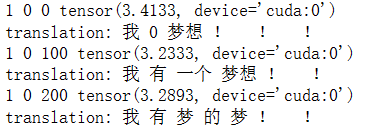 1 0 0 tensor(3.4133, device='cuda:0')
translation: 我 0 梦想 ！ ！ ！
1 0 100 tensor(3.2333, device='cuda:0')
translation: 我 有 一个 梦想 ！ ！
1 0 200 tensor(3.2893, device='cuda:0')
translation: 我 有 梦 的 梦 ！ ！